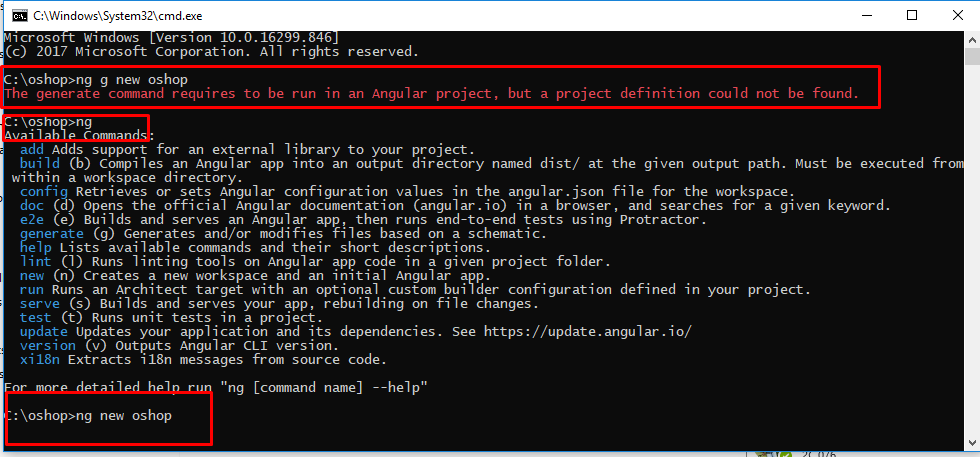 C:\Windows\System32\cmd.exe
Microsoft Windows [Version 10.0.16299.846]
(c) 2017 Microsoft Corporation. All rights reserved.
C:\oshop>ng g new oshop
The generate command requires to be run in an Angular project, but a project definition could not be found.
C:\oshop>ng
Available Commands:
add Adds support for an external library to your project.
build (b) Compiles an Angular app into an output directory named dist/ at the given output path. Must be executed from
within a workspace directory.
config Retrieves or sets Angular configuration values in the angular.json file for the workspace.
doc (d) Opens the official Angular documentation (angular.io) in a browser, and searches for a given keyword.
e2e (e) Builds and serves an Angular app, then runs end-to-end tests using Protractor.
generate (g) Generates and/or modifies files based on a schematic.
help Lists available commands and their short descriptions.
lint (l) Runs linting tools on Angular app code in a given project folder.
new (n) Creates a new workspace and an initial Angular app.
run Runs an Architect target with an optional custom builder configuration defined in your project.
serve (s) Builds and serves your app, rebuilding on file changes.
test (t) Runs unit tests in a project.
update Updates your application and its dependencies. See https://update.angular.io/
version (v) Outputs Angular CLI version.
xi18n Extracts i18n messages from source code.
For more detailed help run "ng [command name] --help"
C:\oshop>ng new oshop